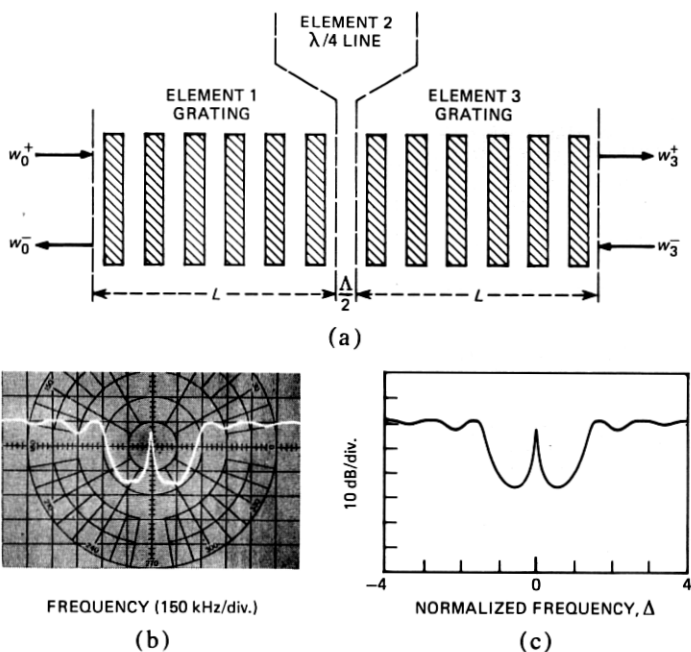 ELEMENT 2
λ/4 LINE
ELEMENT 1
GRATING
ELEMENT 3
GRATING
w₀⁺
w₃⁺
w₀⁻
w₃⁻
L
Λ/2
L
(a)
10 dB/div.
−4
0
4
FREQUENCY (150 kHz/div.)
NORMALIZED FREQUENCY, Δ
(b)
(c)